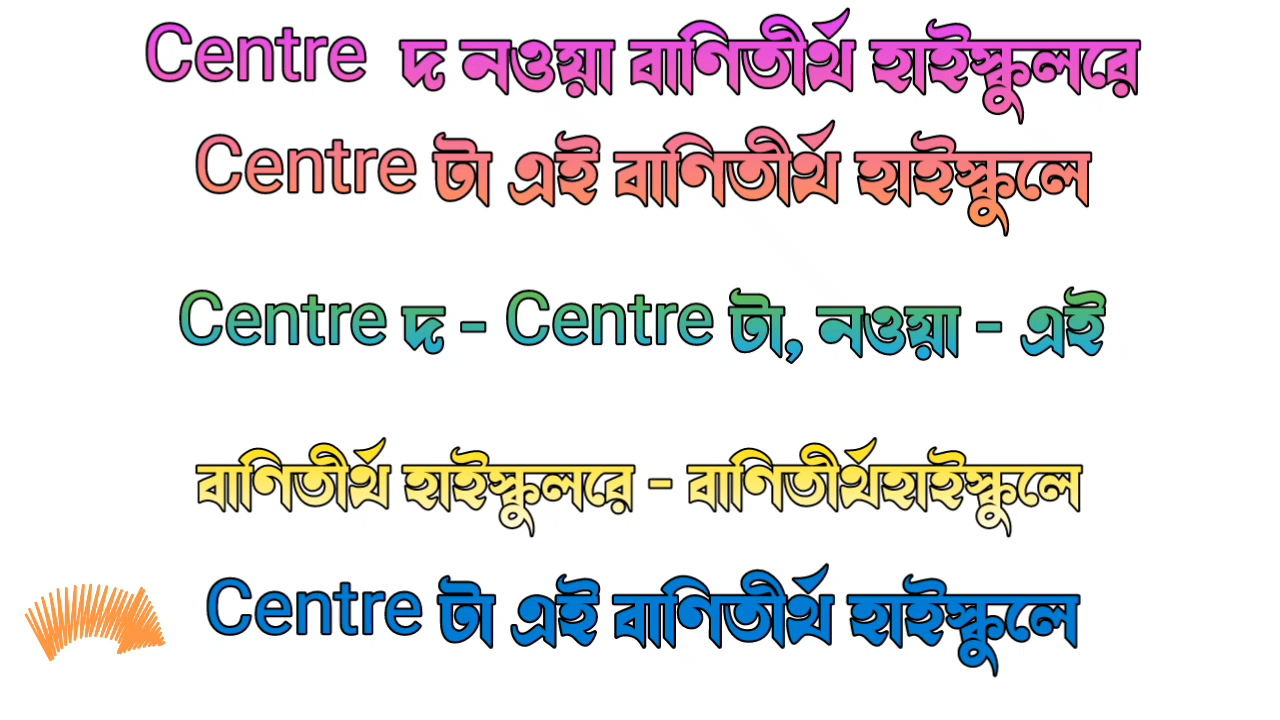 Centre দ নওয়া বাণিতীর্থ হাইস্কুলরে
Centre টা এই বাণিতীর্থ হাইস্কুলে
Centre দ - Centre টা, নওয়া - এই
বাণিতীর্থ হাইস্কুলরে - বাণিতীর্থহাইস্কুলে
Centre টা এই বাণিতীর্থ হাইস্কুলে